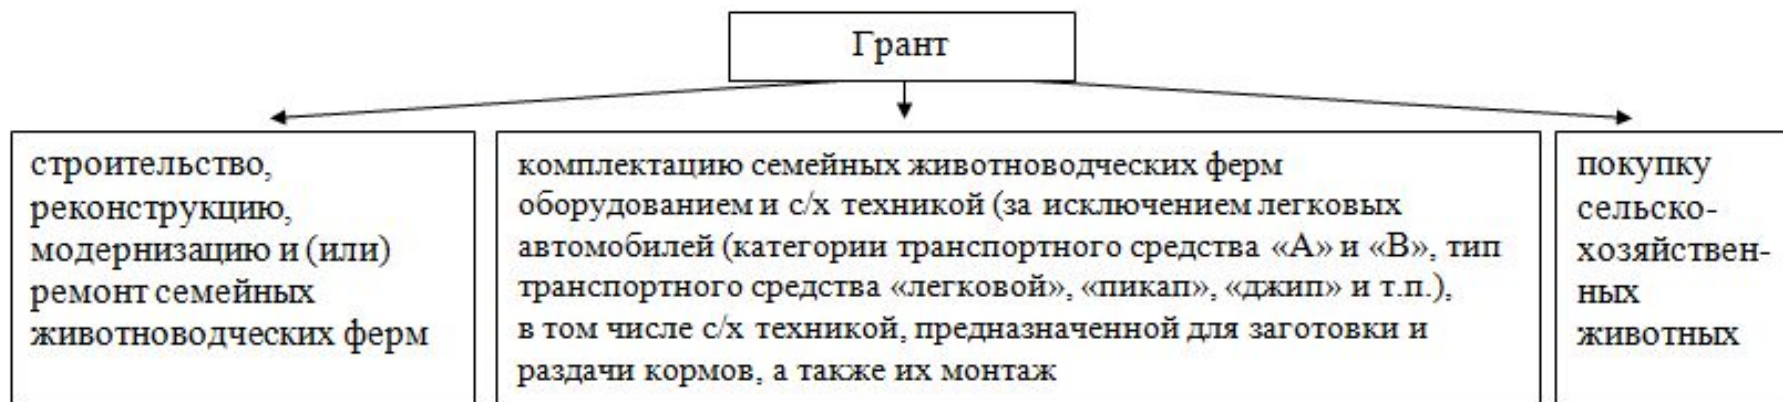 Грант
строительство,
реконструкцию,
модернизацию и (или)
ремонт семейных
животноводческих ферм
комплектацию семейных животноводческих ферм
оборудованием и с/х техникой (за исключением легковых
автомобилей (категории транспортного средства «А» и «В», тип
транспортного средства «легковой», «пикап», «джип» и т.п.),
в том числе с/х техникой, предназначенной для заготовки и
раздачи кормов, а также их монтаж
покупку
сельско-
хозяйствен-
ных
животных